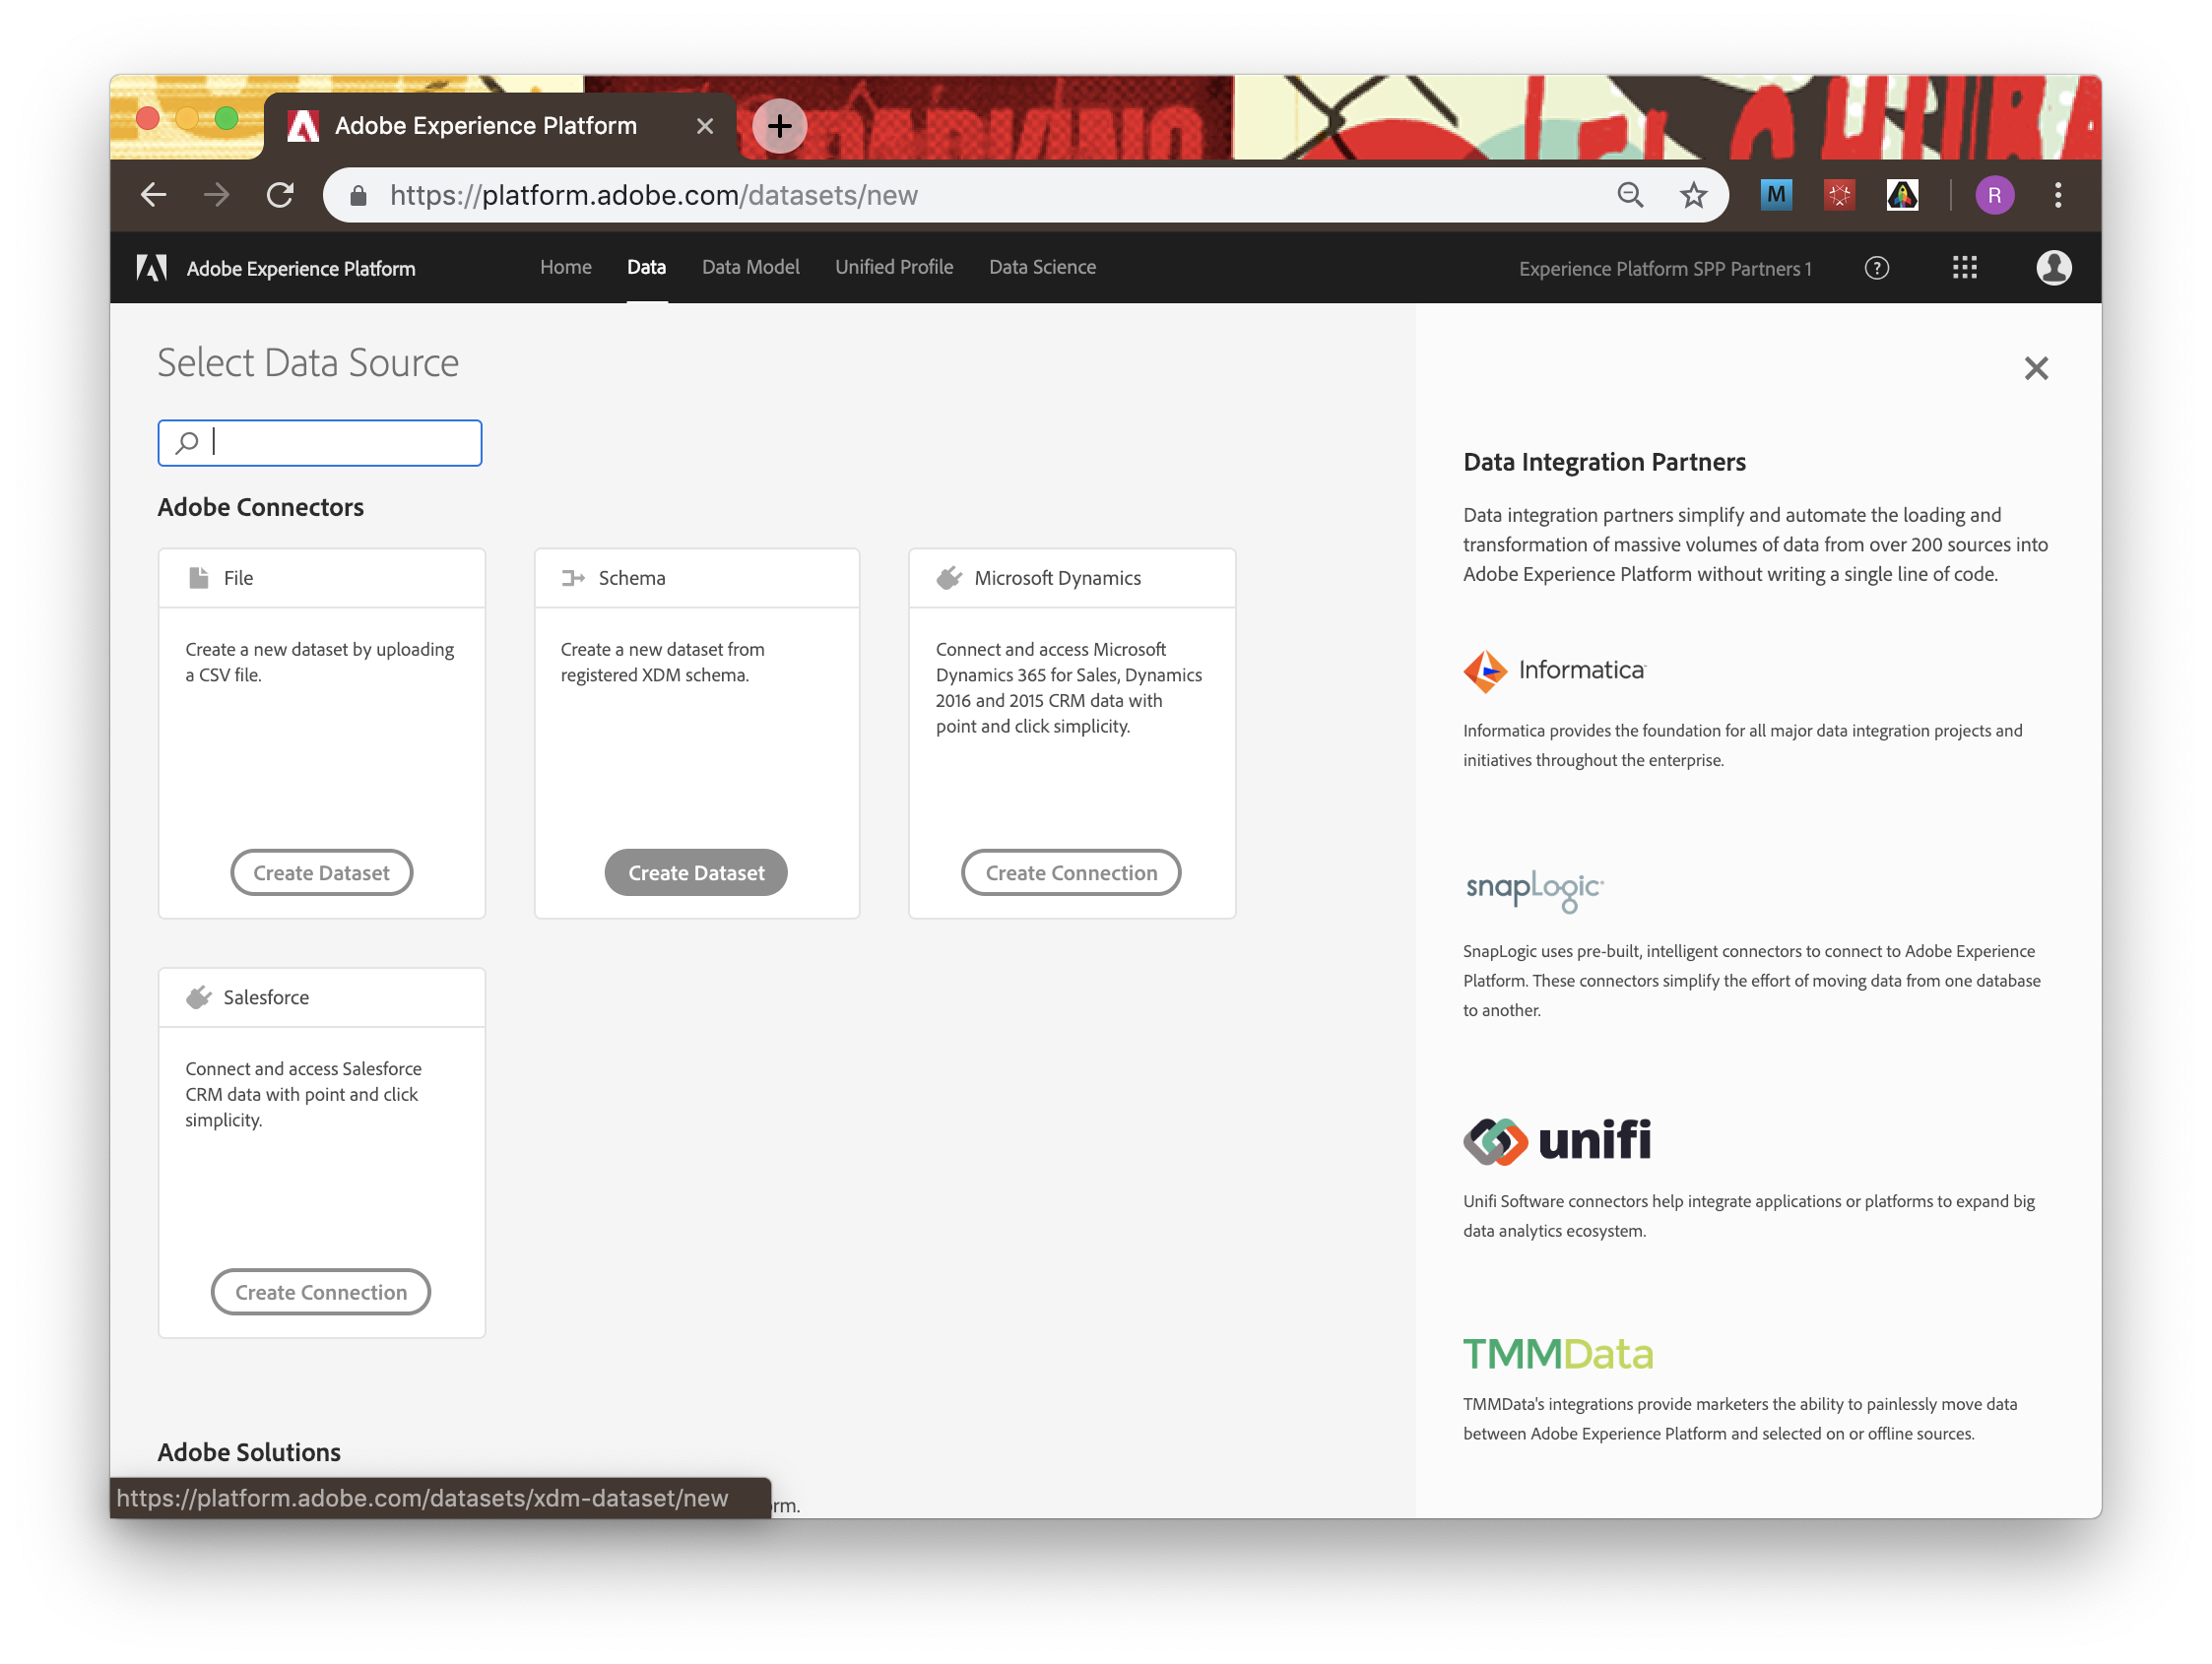 Adobe Experience Platform
https://platform.adobe.com/datasets/new
M
R
Adobe Experience Platform
Home
Data
Data Model
Unified Profile
Data Science
Experience Platform SPP Partners 1
?
Select Data Source
Adobe Connectors
File
Create a new dataset by uploading
a CSV file.
Create Dataset
Schema
Create a new dataset from
registered XDM schema.
Create Dataset
Microsoft Dynamics
Connect and access Microsoft
Dynamics 365 for Sales, Dynamics
2016 and 2015 CRM data with
point and click simplicity.
Create Connection
Salesforce
Connect and access Salesforce
CRM data with point and click
simplicity.
Create Connection
Adobe Solutions
https://platform.adobe.com/datasets/xdm-dataset/new
Data Integration Partners
Data integration partners simplify and automate the loading and
transformation of massive volumes of data from over 200 sources into
Adobe Experience Platform without writing a single line of code.
Informatica
Informatica provides the foundation for all major data integration projects and
initiatives throughout the enterprise.
snapLogic
SnapLogic uses pre-built, intelligent connectors to connect to Adobe Experience
Platform. These connectors simplify the effort of moving data from one database
to another.
unifi
Unifi Software connectors help integrate applications or platforms to expand big
data analytics ecosystem.
TMMData
TMMData's integrations provide marketers the ability to painlessly move data
between Adobe Experience Platform and selected on or offline sources.